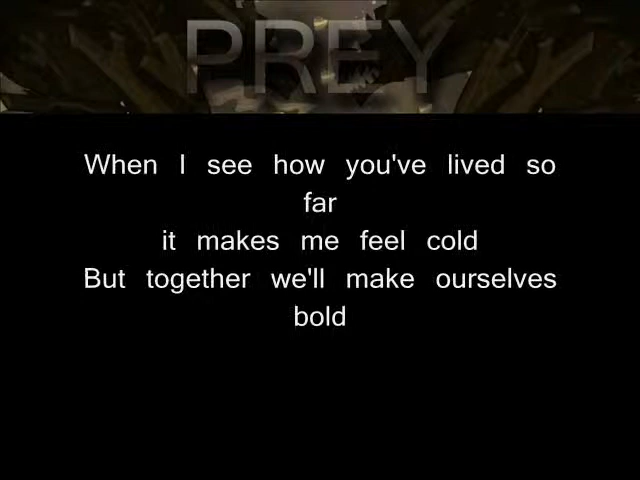 PREY
When I see how you've lived so
far
it makes me feel cold
But together we'll make ourselves
bold